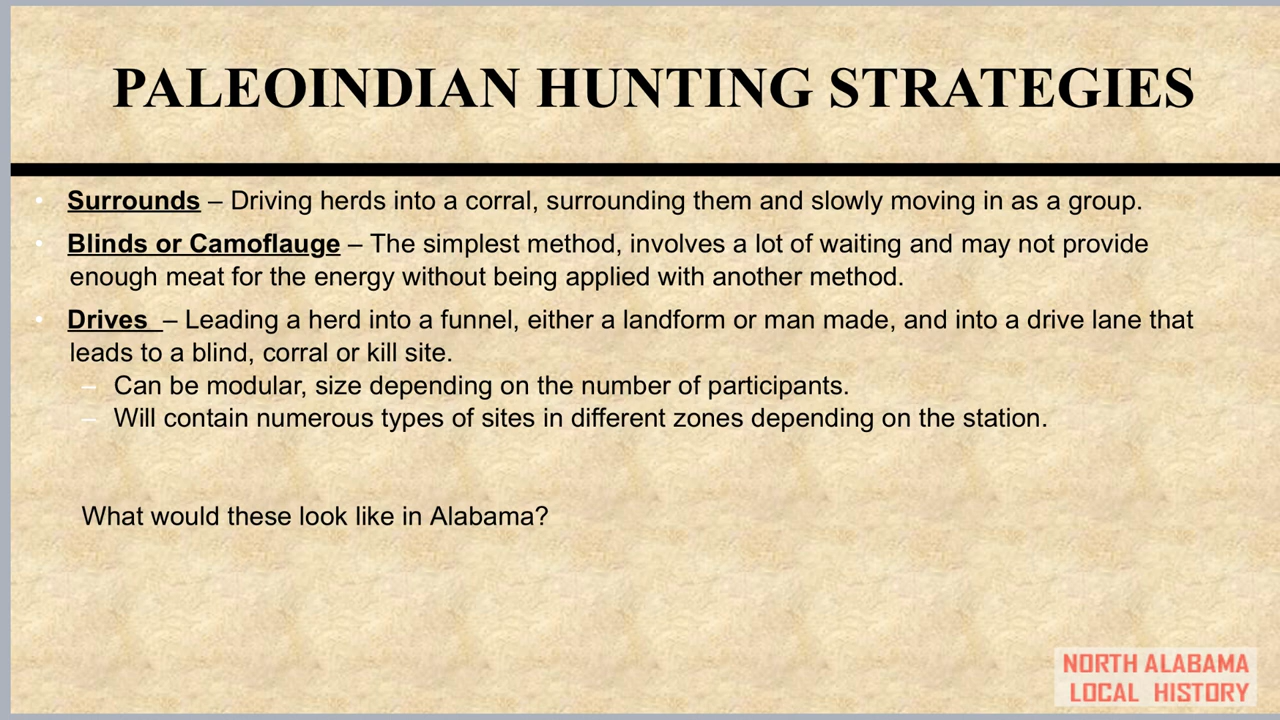 PALEOINDIAN HUNTING STRATEGIES
• Surrounds – Driving herds into a corral, surrounding them and slowly moving in as a group.
• Blinds or Camoflauge – The simplest method, involves a lot of waiting and may not provide
enough meat for the energy without being applied with another method.
• Drives – Leading a herd into a funnel, either a landform or man made, and into a drive lane that
leads to a blind, corral or kill site.
– Can be modular, size depending on the number of participants.
– Will contain numerous types of sites in different zones depending on the station.
What would these look like in Alabama?
NORTH ALABAMA
LOCAL HISTORY